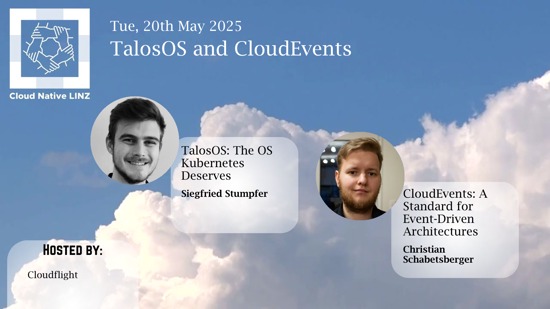 Tue, 20th May 2025
TalosOS and CloudEvents
Cloud Native LINZ
TalosOS: The OS
Kubernetes
Deserves
Siegfried Stumpfer
CloudEvents: A
Standard for
Event-Driven
Architectures
Christian
Schabetsberger
HOSTED BY:
Cloudflight